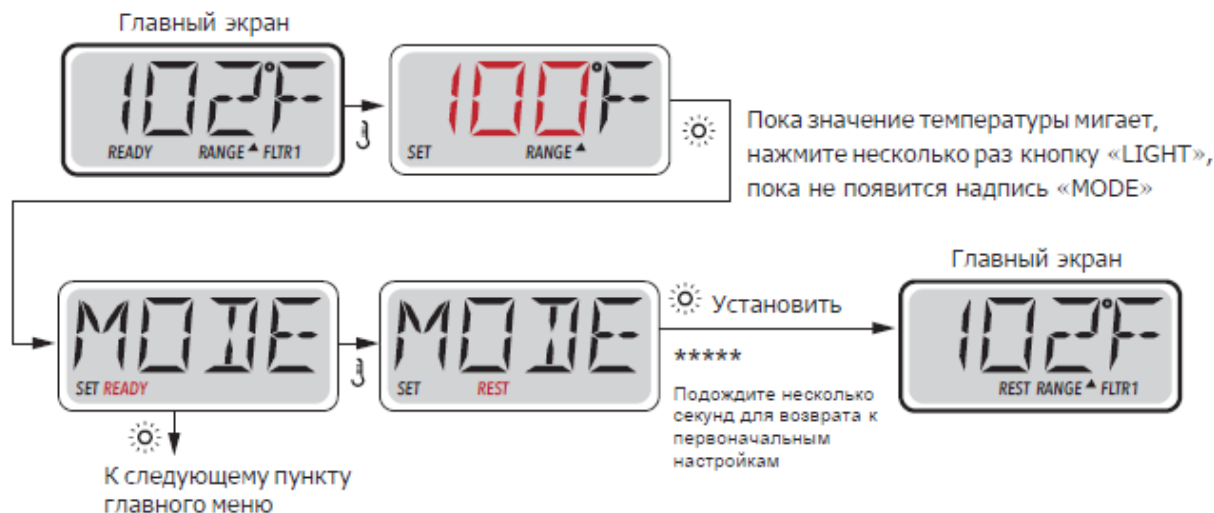 Главный экран
102°F
READY RANGE FLTR1
100°F
SET RANGE
Пока значение температуры мигает,
нажмите несколько раз кнопку «LIGHT»,
пока не появится надпись «MODE»
MODE
SET READY
MODE
SET REST
Установить
*****
Подождите несколько
секунд для возврата к
первоначальным
настройкам
Главный экран
102°F
REST RANGE FLTR1
К следующему пункту
главного меню